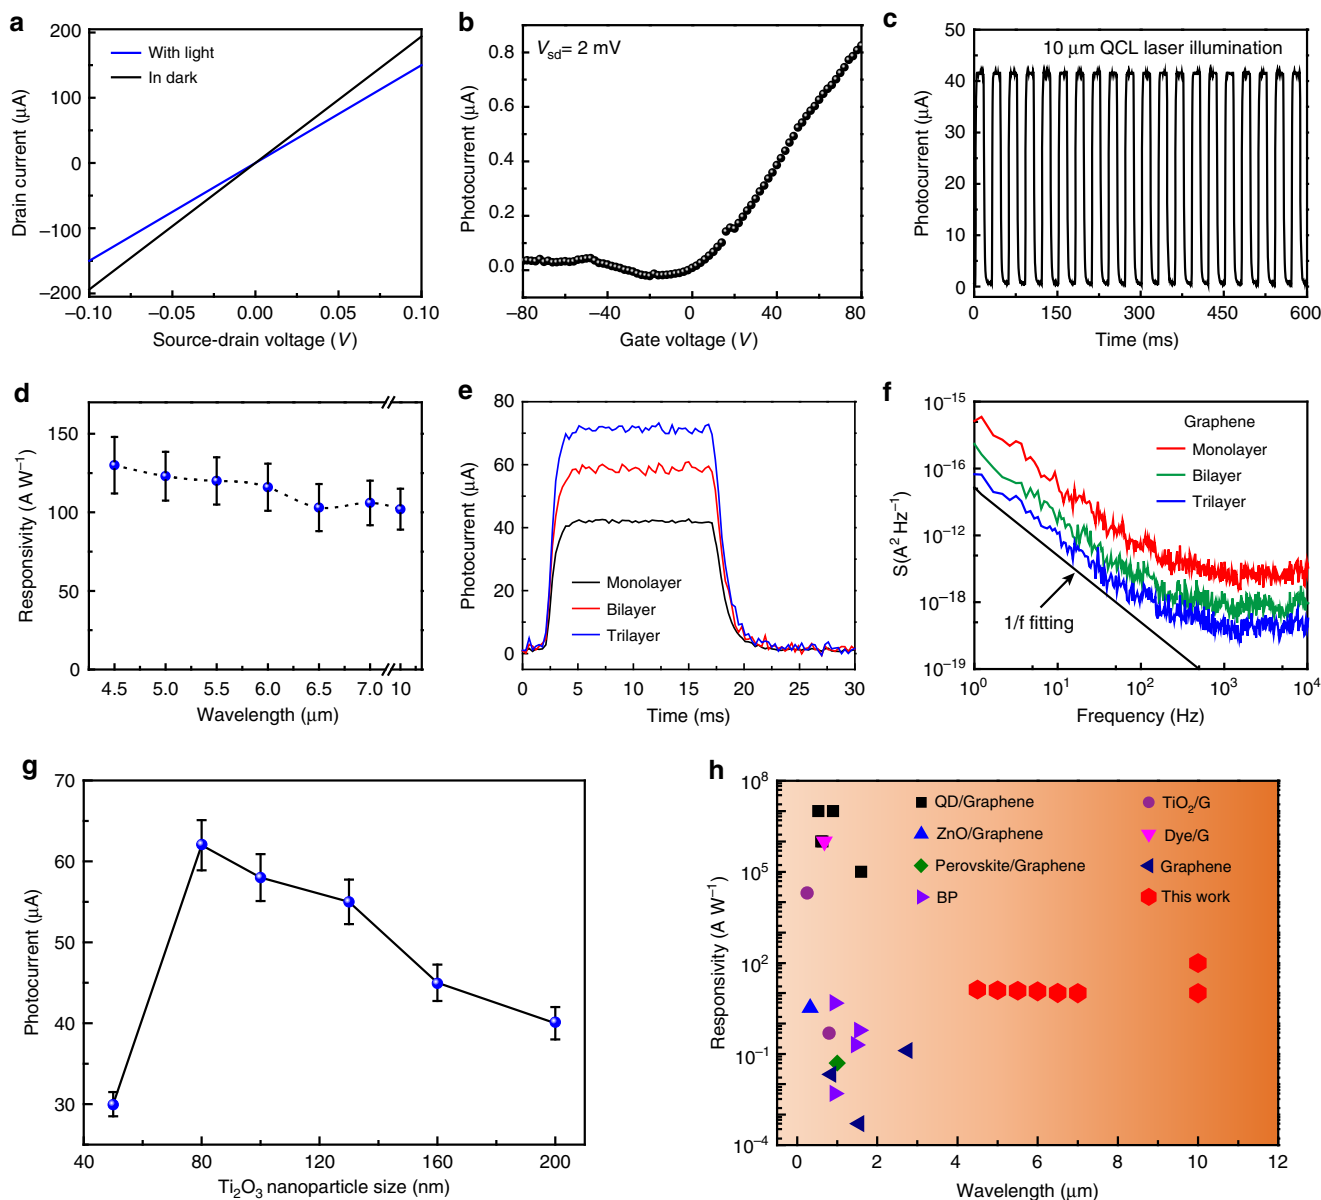 a
200
100
0
−100
−200
With light
In dark
Drain current (μA)
−0.10
−0.05
0.00
0.05
0.10
Source-drain voltage (V)
b
0.8
0.6
0.4
0.2
0.0
Vsd= 2 mV
Photocurrent (μA)
−80
−40
0
40
80
Gate voltage (V)
c
50
40
30
20
10
0
10 μm QCL laser illumination
Photocurrent (μA)
0
150
300
450
600
Time (ms)
d
150
125
100
75
50
0
Responsivity (A W⁻¹)
4.5
5.0
5.5
6.0
6.5
7.0
10
Wavelength (μm)
e
80
60
40
20
0
Photocurrent (μA)
Monolayer
Bilayer
Trilayer
0
5
10
15
20
25
30
Time (ms)
f
10⁻¹⁵
10⁻¹⁶
10⁻¹²
10⁻¹⁸
10⁻¹⁹
S(A² Hz⁻¹)
Graphene
Monolayer
Bilayer
Trilayer
1/f fitting
10⁰
10¹
10²
10³
10⁴
Frequency (Hz)
g
70
60
50
40
30
Photocurrent (μA)
40
80
120
160
200
Ti₂O₃ nanoparticle size (nm)
h
10⁸
10⁵
10²
10⁻¹
10⁻⁴
Responsivity (A W⁻¹)
QD/Graphene
TiO₂/G
ZnO/Graphene
Dye/G
Perovskite/Graphene
Graphene
BP
This work
0
2
4
6
8
10
12
Wavelength (μm)